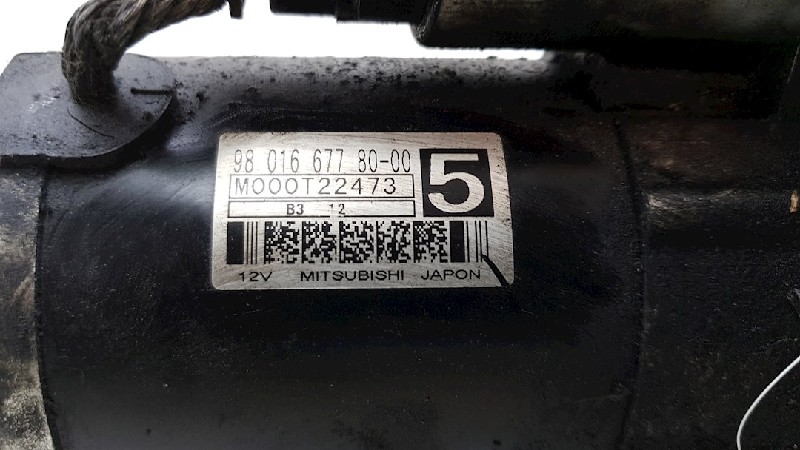 98 016 677 80-00
M000T22473
5
B3 12
12V MITSUBISHI JAPON